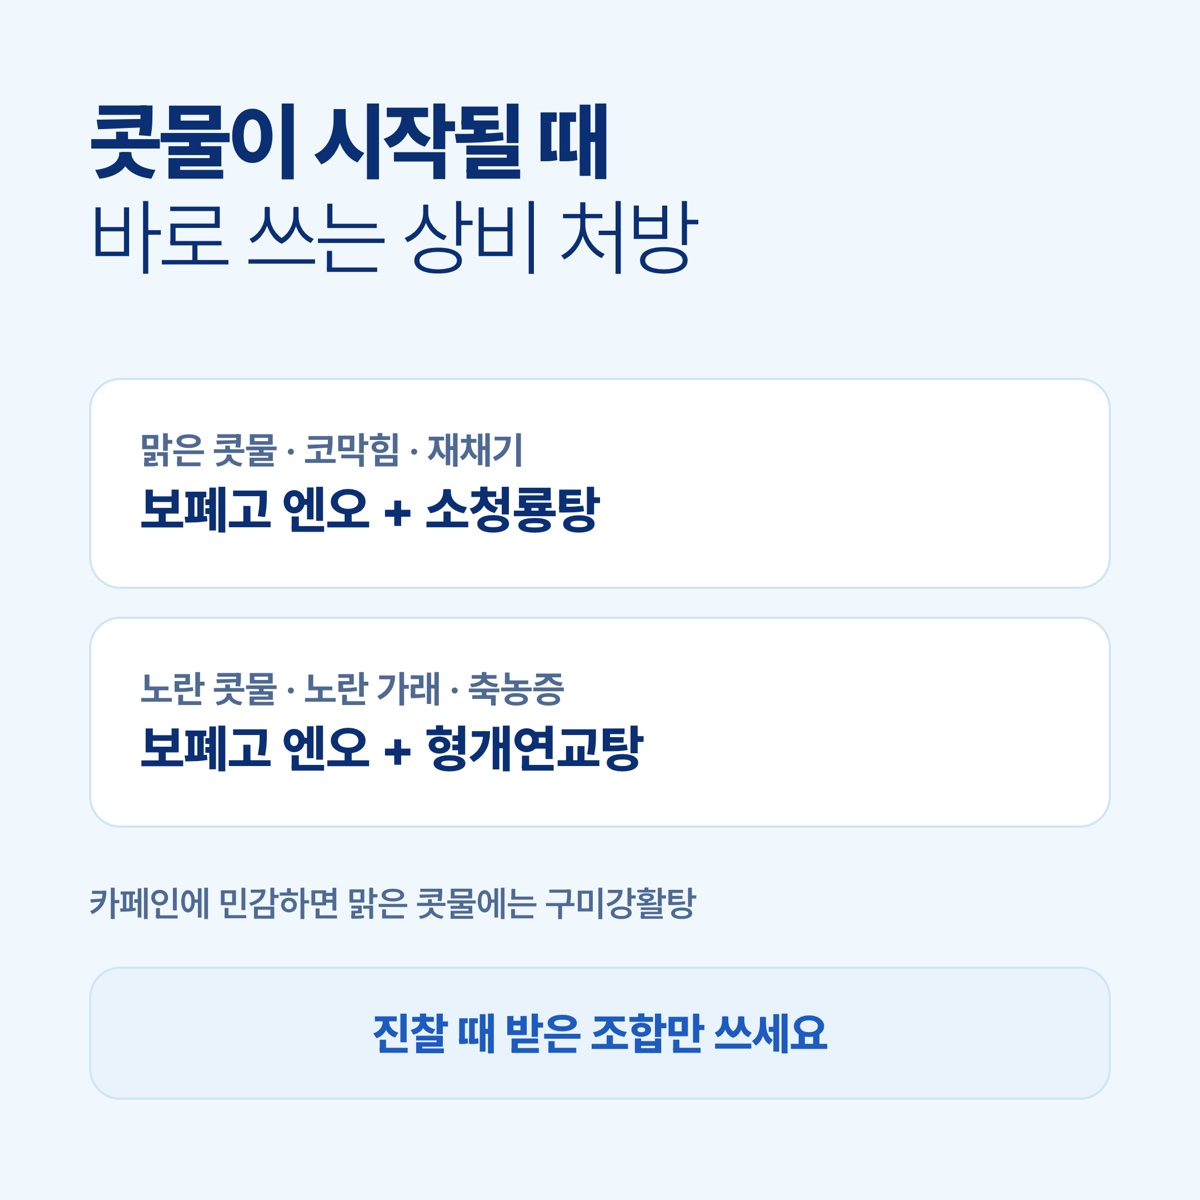 콧물이 시작될 때
바로 쓰는 상비 처방
맑은 콧물 · 코막힘 · 재채기
보폐고 엔오 + 소청룡탕
노란 콧물 · 노란 가래 · 축농증
보폐고 엔오 + 형개연교탕
카페인에 민감하면 맑은 콧물에는 구미강활탕
진찰 때 받은 조합만 쓰세요